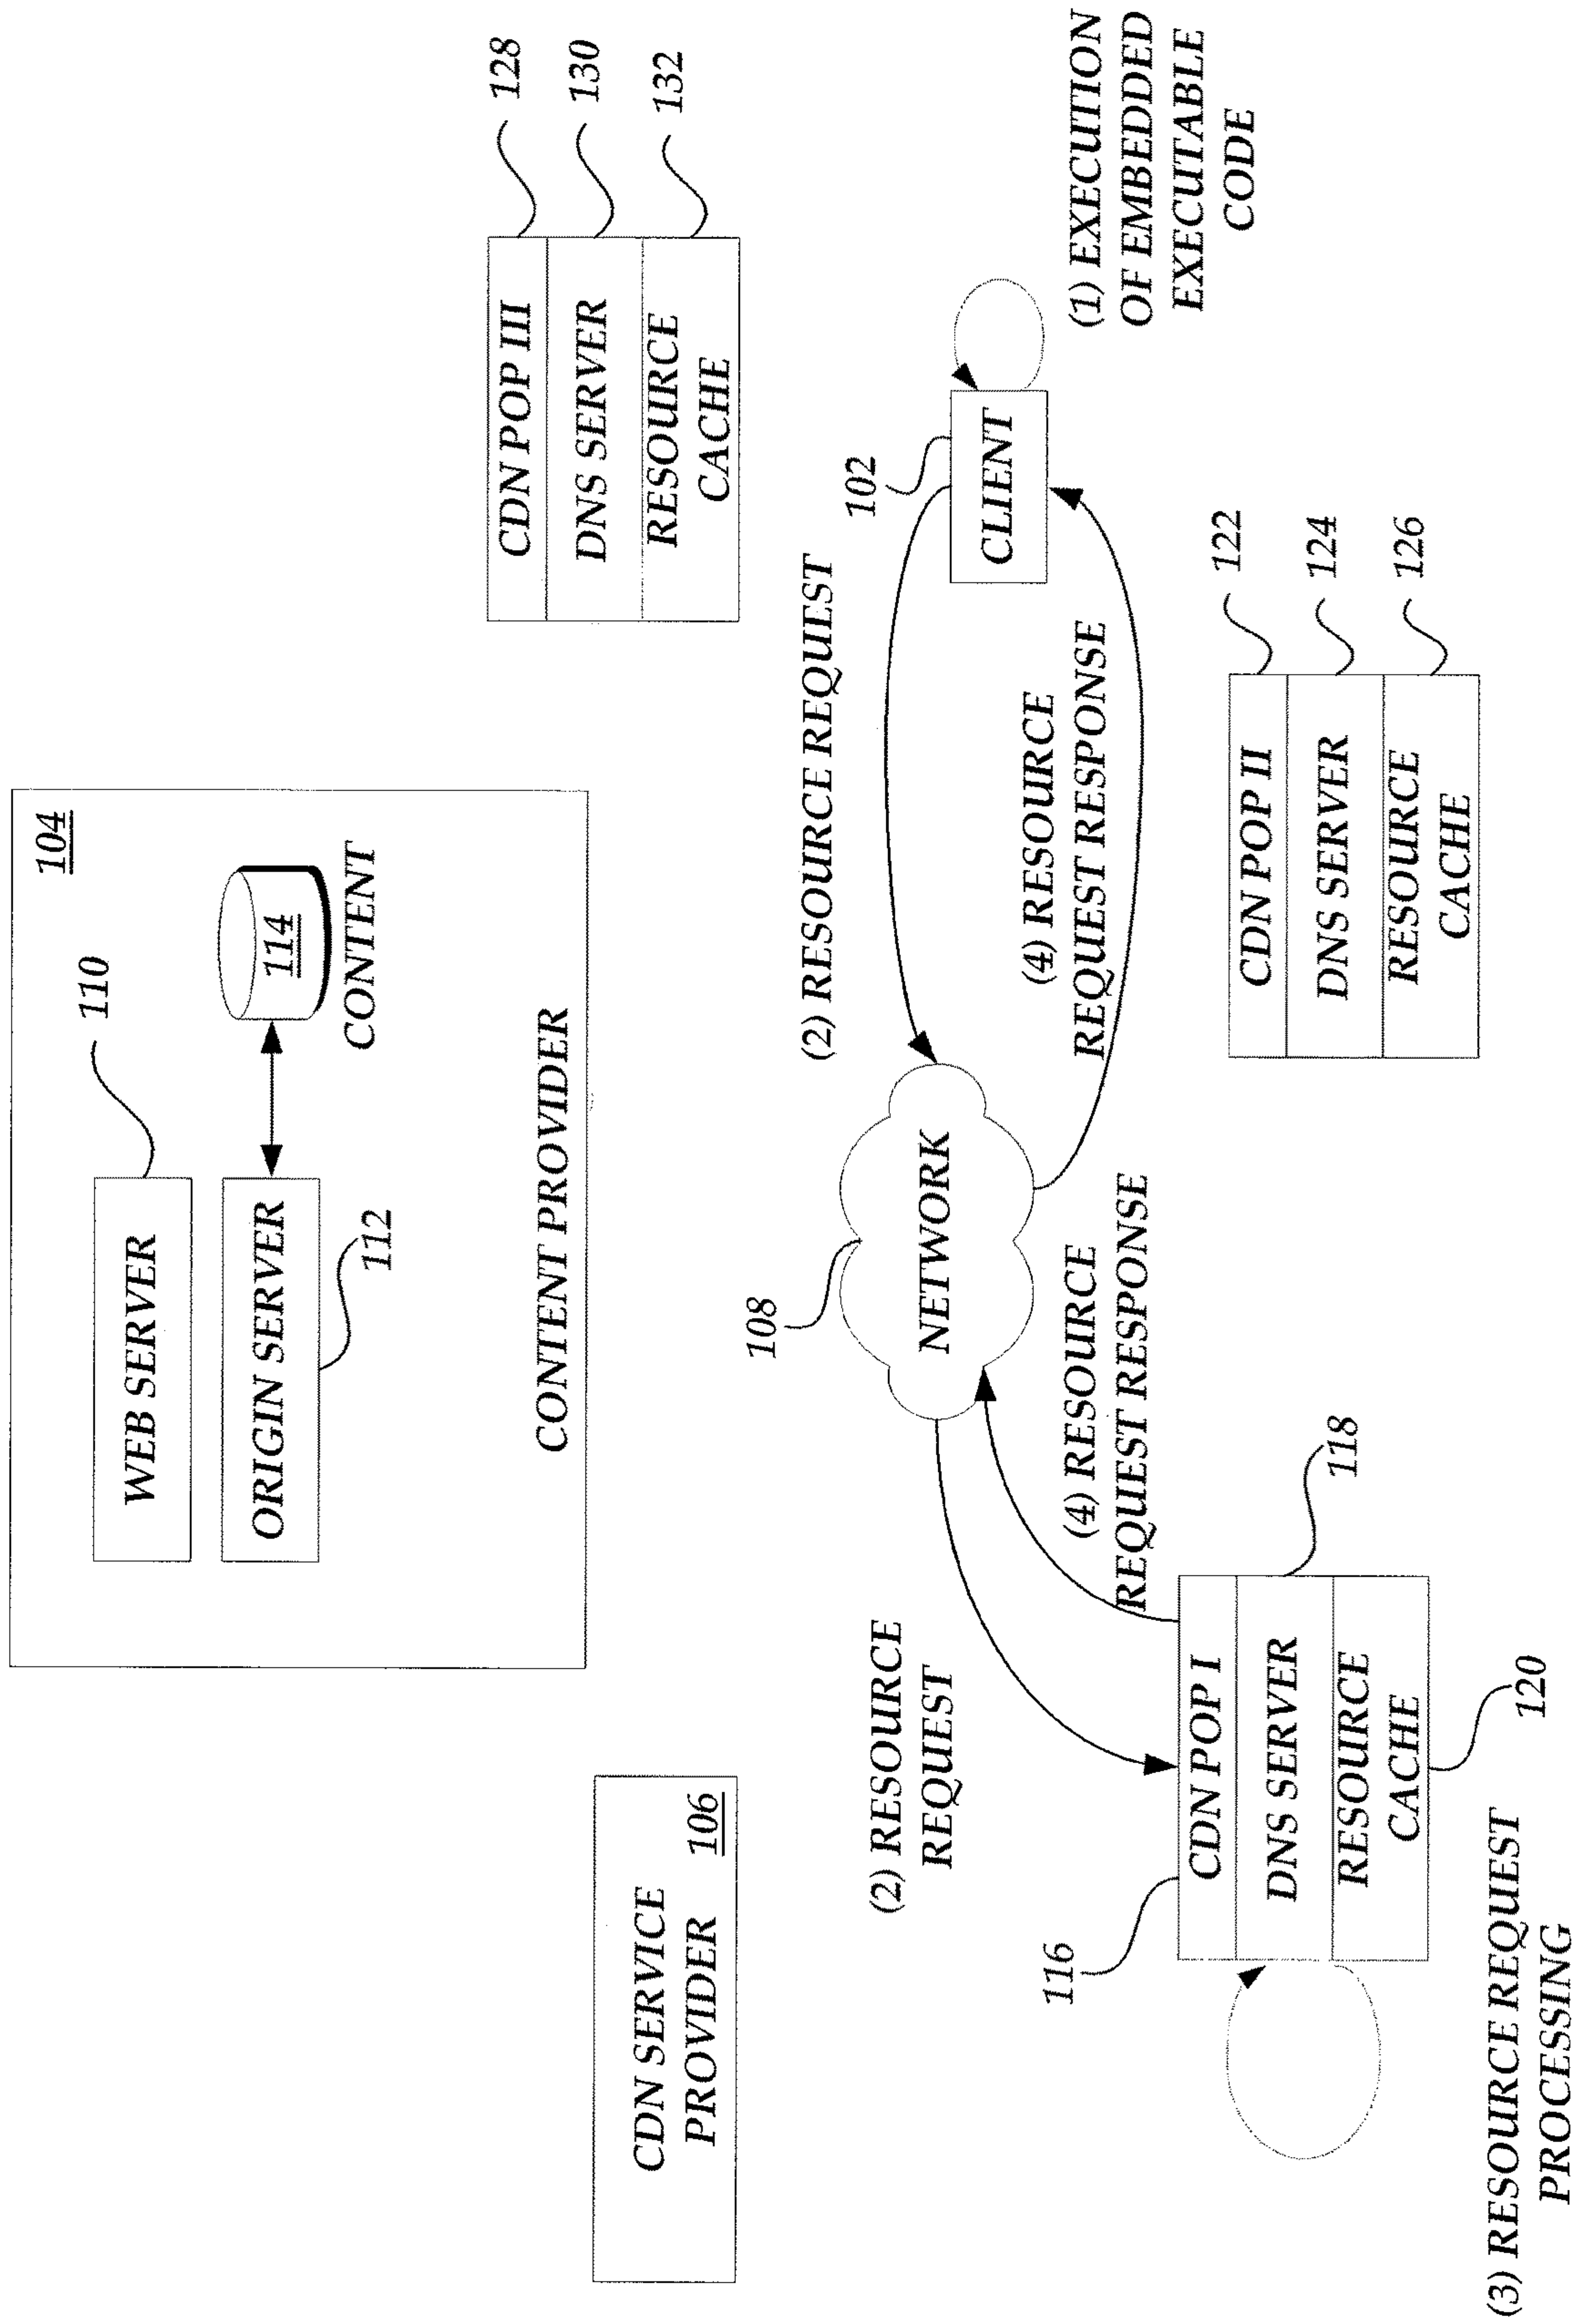 104
110
WEB SERVER
ORIGIN SERVER
114
CONTENT
112
CONTENT PROVIDER
CDN SERVICE
PROVIDER
106
CDN POP III
DNS SERVER
RESOURCE
CACHE
128
130
132
108
NETWORK
(2) RESOURCE REQUEST
102
CLIENT
(1) EXECUTION
OF EMBEDDED
EXECUTABLE
CODE
(4) RESOURCE
REQUEST RESPONSE
(2) RESOURCE
REQUEST
(4) RESOURCE
REQUEST RESPONSE
116
CDN POP I
DNS SERVER
RESOURCE
CACHE
118
120
(3) RESOURCE REQUEST
PROCESSING
CDN POP II
DNS SERVER
RESOURCE
CACHE
122
124
126